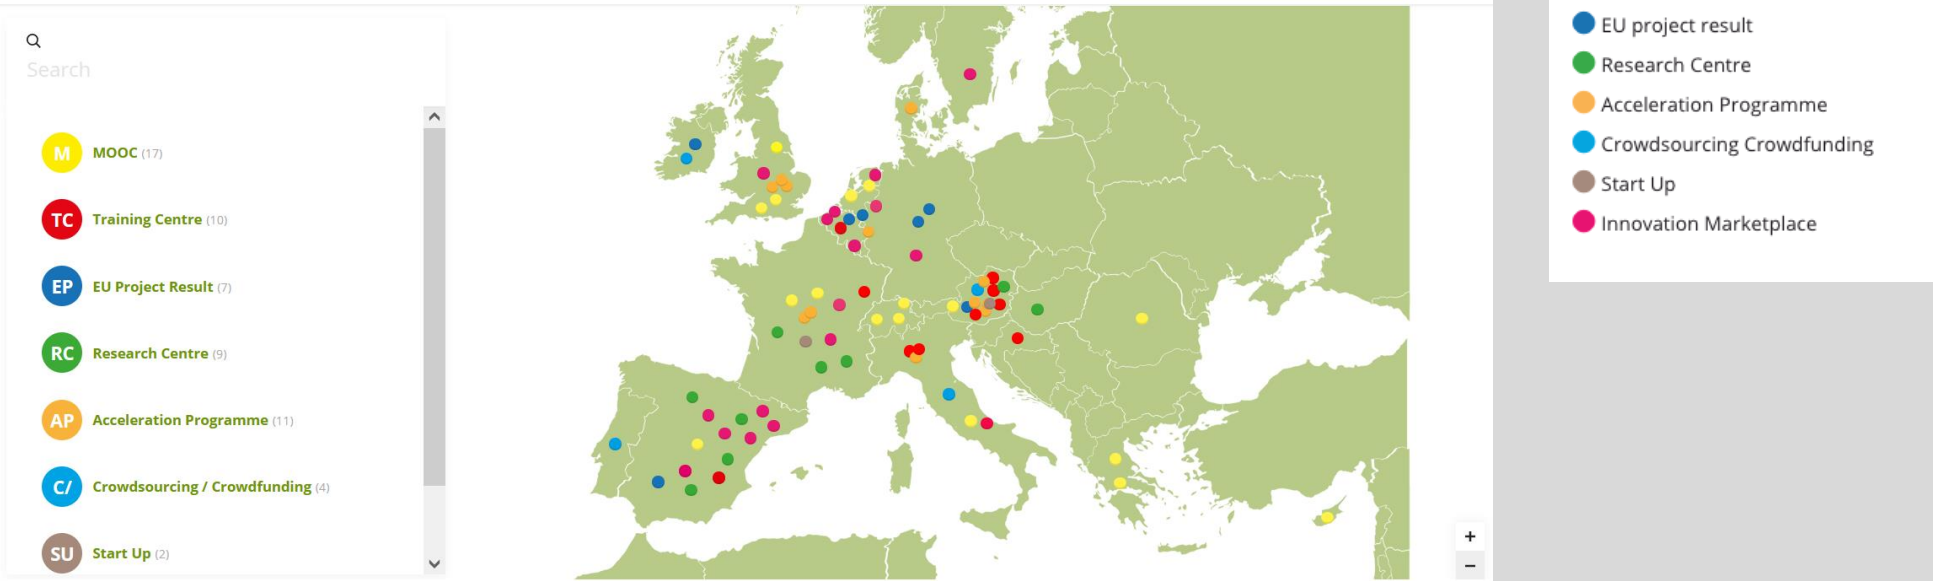 Search
M MOOC (17)
TC Training Centre (10)
EP EU Project Result (7)
RC Research Centre (9)
AP Acceleration Programme (11)
C/ Crowdsourcing / Crowdfunding (4)
SU Start Up (2)
+
−
EU project result
Research Centre
Acceleration Programme
Crowdsourcing Crowdfunding
Start Up
Innovation Marketplace